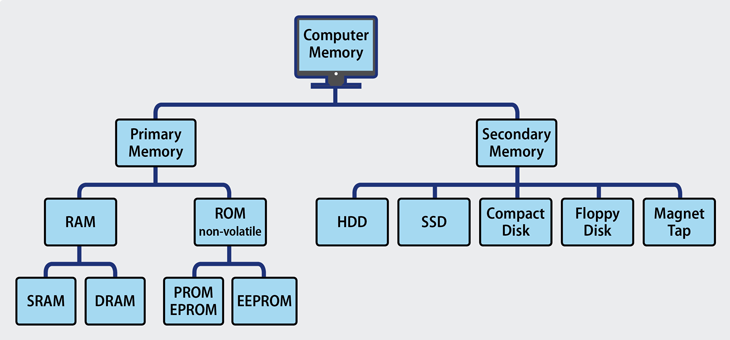 Computer
Memory
Primary
Memory
Secondary
Memory
RAM
ROM
non-volatile
HDD
SSD
Compact
Disk
Floppy
Disk
Magnet
Tap
SRAM
DRAM
PROM
EPROM
EEPROM